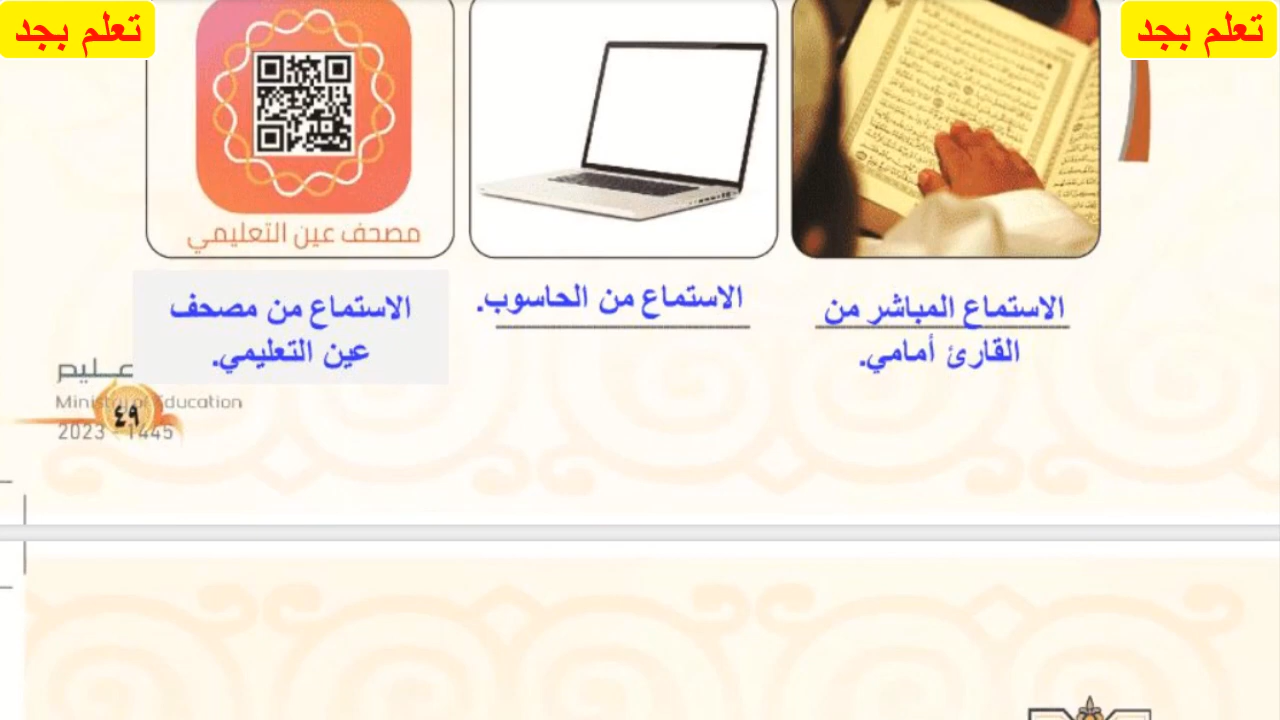 تعلم بجد
تعلم بجد
مصحف عين التعليمي
الاستماع المباشر من
القارئ أمامي.
الاستماع من الحاسوب.
الاستماع من مصحف
عين التعليمي.
Ministry of Education
2023 - 1445
٤٩